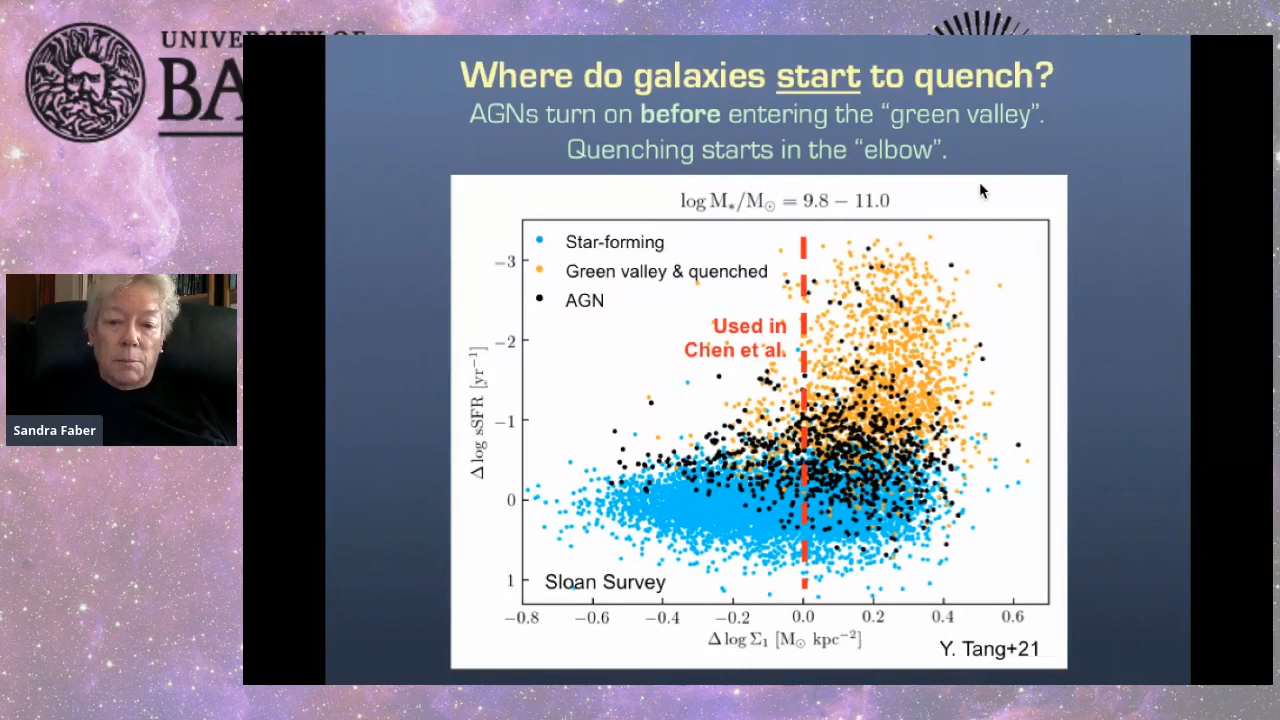 UNIVERSITY OF
BA
Where do galaxies start to quench?
AGNs turn on before entering the “green valley”.
Quenching starts in the “elbow”.
log M*/M☉ = 9.8 − 11.0
Star-forming
Green valley & quenched
AGN
Used in
Chen et al.
−3
−2
−1
0
1
Δ log sSFR [yr⁻¹]
Sloan Survey
−0.8 −0.6 −0.4 −0.2 0.0 0.2 0.4 0.6
Δ log Σ₁ [M☉ kpc⁻²]
Y. Tang+21
Sandra Faber